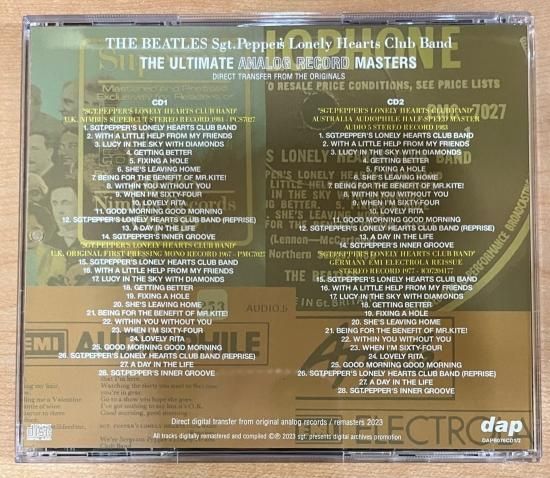 THE BEATLES Sgt.Pepper's Lonely Hearts Club Band
THE ULTIMATE ANALOG RECORD MASTERS
DIRECT TRANSFER FROM THE ORIGINALS
CD1
"SGT.PEPPER'S LONELY HEARTS CLUB BAND"
U.K. NIMBUS SUPERCUT STEREO RECORD 1984 - PCS7027
1. SGT.PEPPER'S LONELY HEARTS CLUB BAND
2. WITH A LITTLE HELP FROM MY FRIENDS
3. LUCY IN THE SKY WITH DIAMONDS
4. GETTING BETTER
5. FIXING A HOLE
6. SHE'S LEAVING HOME
7. BEING FOR THE BENEFIT OF MR.KITE!
8. WITHIN YOU WITHOUT YOU
9. WHEN I'M SIXTY-FOUR
10. LOVELY RITA
11. GOOD MORNING GOOD MORNING
12. SGT.PEPPER'S LONELY HEARTS CLUB BAND (REPRISE)
13. A DAY IN THE LIFE
14. SGT.PEPPER'S INNER GROOVE
"SGT.PEPPER'S LONELY HEARTS CLUB BAND"
U.K. ORIGINAL FIRST PRESSING MONO RECORD 1967 - PMC7027
15. SGT.PEPPER'S LONELY HEARTS CLUB BAND
16. WITH A LITTLE HELP FROM MY FRIENDS
17. LUCY IN THE SKY WITH DIAMONDS
18. GETTING BETTER
19. FIXING A HOLE
20. SHE'S LEAVING HOME
21. BEING FOR THE BENEFIT OF MR.KITE!
22. WITHIN YOU WITHOUT YOU
23. WHEN I'M SIXTY-FOUR
24. LOVELY RITA
25. GOOD MORNING GOOD MORNING
26. SGT.PEPPER'S LONELY HEARTS CLUB BAND (REPRISE)
27. A DAY IN THE LIFE
28. SGT.PEPPER'S INNER GROOVE
CD2
"SGT.PEPPER'S LONELY HEARTS CLUB BAND"
AUSTRALIA AUDIOPHILE HALF-SPEED MASTER
AUDIO 5 STEREO RECORD 1983
1. SGT.PEPPER'S LONELY HEARTS CLUB BAND
2. WITH A LITTLE HELP FROM MY FRIENDS
3. LUCY IN THE SKY WITH DIAMONDS
4. GETTING BETTER
5. FIXING A HOLE
6. SHE'S LEAVING HOME
7. BEING FOR THE BENEFIT OF MR.KITE!
8. WITHIN YOU WITHOUT YOU
9. WHEN I'M SIXTY-FOUR
10. LOVELY RITA
11. GOOD MORNING GOOD MORNING
12. SGT.PEPPER'S LONELY HEARTS CLUB BAND (REPRISE)
13. A DAY IN THE LIFE
14. SGT.PEPPER'S INNER GROOVE
"SGT.PEPPER'S LONELY HEARTS CLUB BAND"
GERMANY EMI ELECTROLA REISSUE
STEREO RECORD 1977 - 1C07204177
15. SGT.PEPPER'S LONELY HEARTS CLUB BAND
16. WITH A LITTLE HELP FROM MY FRIENDS
17. LUCY IN THE SKY WITH DIAMONDS
18. GETTING BETTER
19. FIXING A HOLE
20. SHE'S LEAVING HOME
21. BEING FOR THE BENEFIT OF MR.KITE!
22. WITHIN YOU WITHOUT YOU
23. WHEN I'M SIXTY-FOUR
24. LOVELY RITA
25. GOOD MORNING GOOD MORNING
26. SGT.PEPPER'S LONELY HEARTS CLUB BAND (REPRISE)
27. A DAY IN THE LIFE
28. SGT.PEPPER'S INNER GROOVE
Direct digital transfer from original analog records / remasters 2023
All tracks digitally remastered and compiled ©℗ 2023 sgt. presents digital archives promotion
dap
DAPB076CD1/2